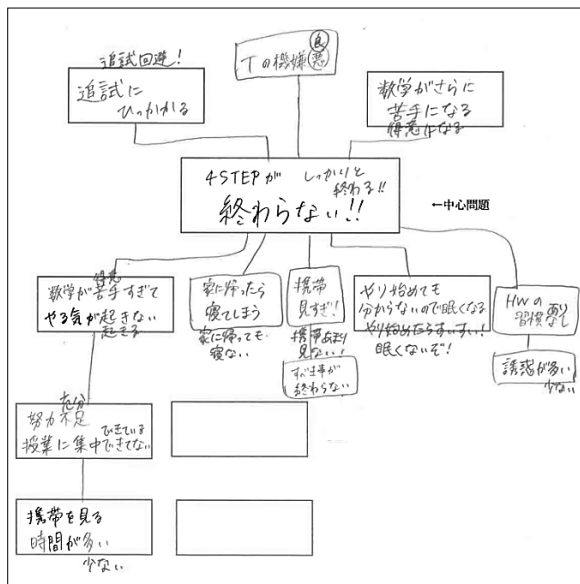 追試回避！
追試に
ひっかかる
Tの機嫌 良
悪
数学がさらに
苦手になる
得意になる
4STEPが しっかりと
終わる!!
終わらない!!
←中心問題
得意
数学が苦手すぎて
やる気が起きない
起きる
家に帰ったら
寝てしまう
家に帰っても
寝ない
携帯
見すぎ！
携帯あまり
見ない！
が
終わらない
やり始めても
分からないので眠くなる
やり始めたらすいすい！
眠くないぞ！
HWの
習慣 あり
なし
誘惑が多い
少ない
充分
努力不足
できている
授業に集中できてない
携帯を見る
時間が多い
少ない